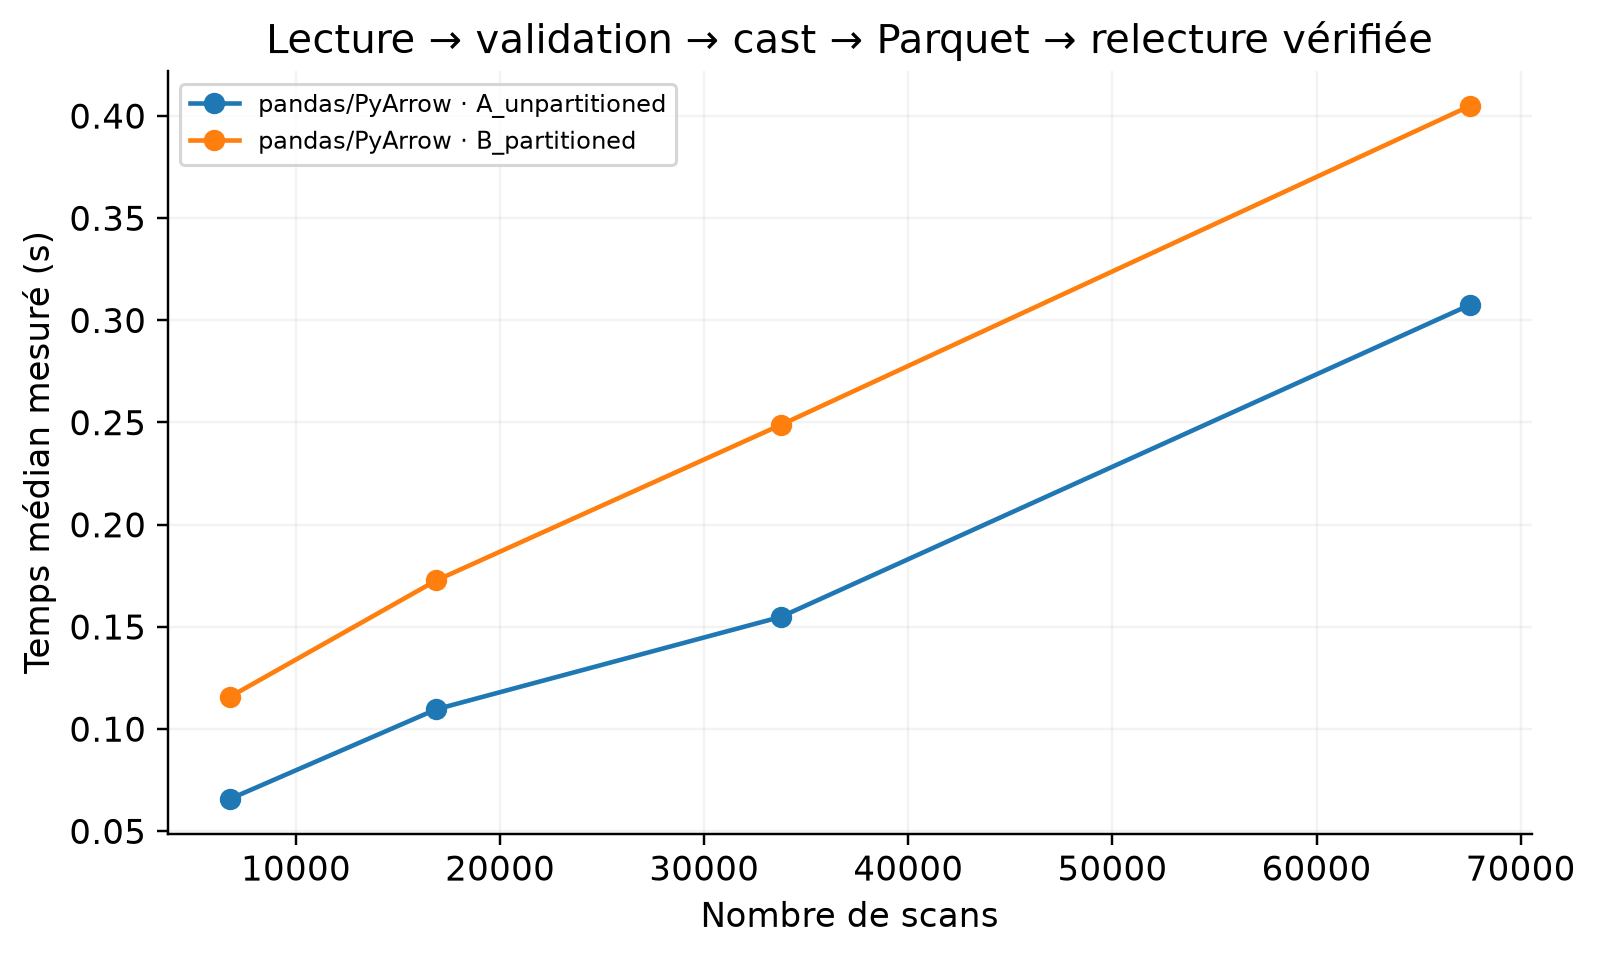 Lecture → validation → cast → Parquet → relecture vérifiée
pandas/PyArrow · A_unpartitioned
pandas/PyArrow · B_partitioned
Temps médian mesuré (s)
0.40
0.35
0.30
0.25
0.20
0.15
0.10
0.05
10000 20000 30000 40000 50000 60000 70000
Nombre de scans